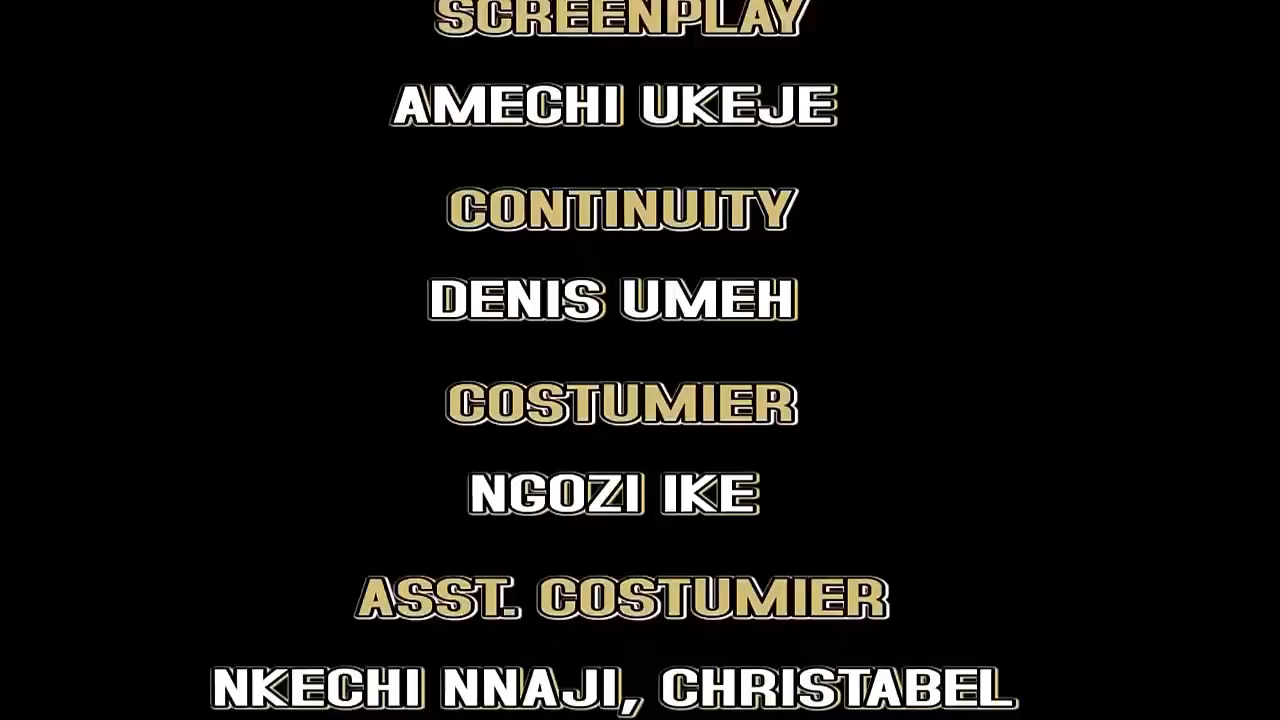 SCREENPLAY
AMECHI UKEJE
CONTINUITY
DENIS UMEH
COSTUMIER
NGOZI IKE
ASST. COSTUMIER
NKECHI NNAJI, CHRISTABEL